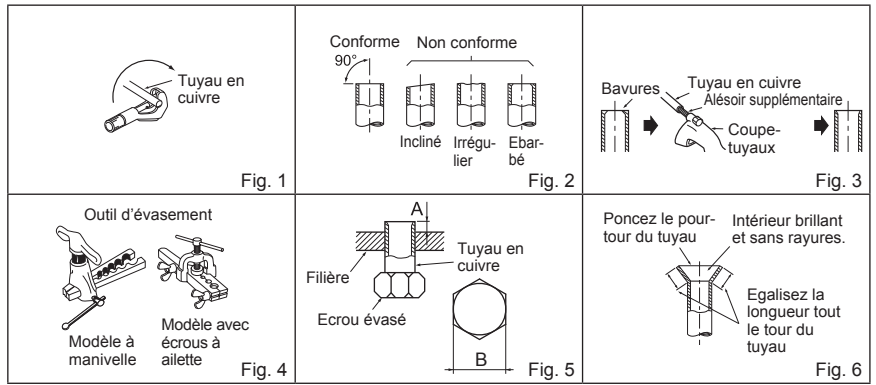 Tuyau en
cuivre
Fig. 1
Conforme
Non conforme
90°
Incliné
Irrégu-
lier
Ebar-
bé
Fig. 2
Bavures
Tuyau en cuivre
Alésoir supplémentaire
Coupe-
tuyaux
Fig. 3
Outil d’évasement
Modèle à
manivelle
Modèle avec
écrous à
ailette
Fig. 4
A
Tuyau en
cuivre
Filière
Ecrou évasé
B
Fig. 5
Poncez le pour-
tour du tuyau
Intérieur brillant
et sans rayures.
Egalisez la
longueur tout
le tour du
tuyau
Fig. 6